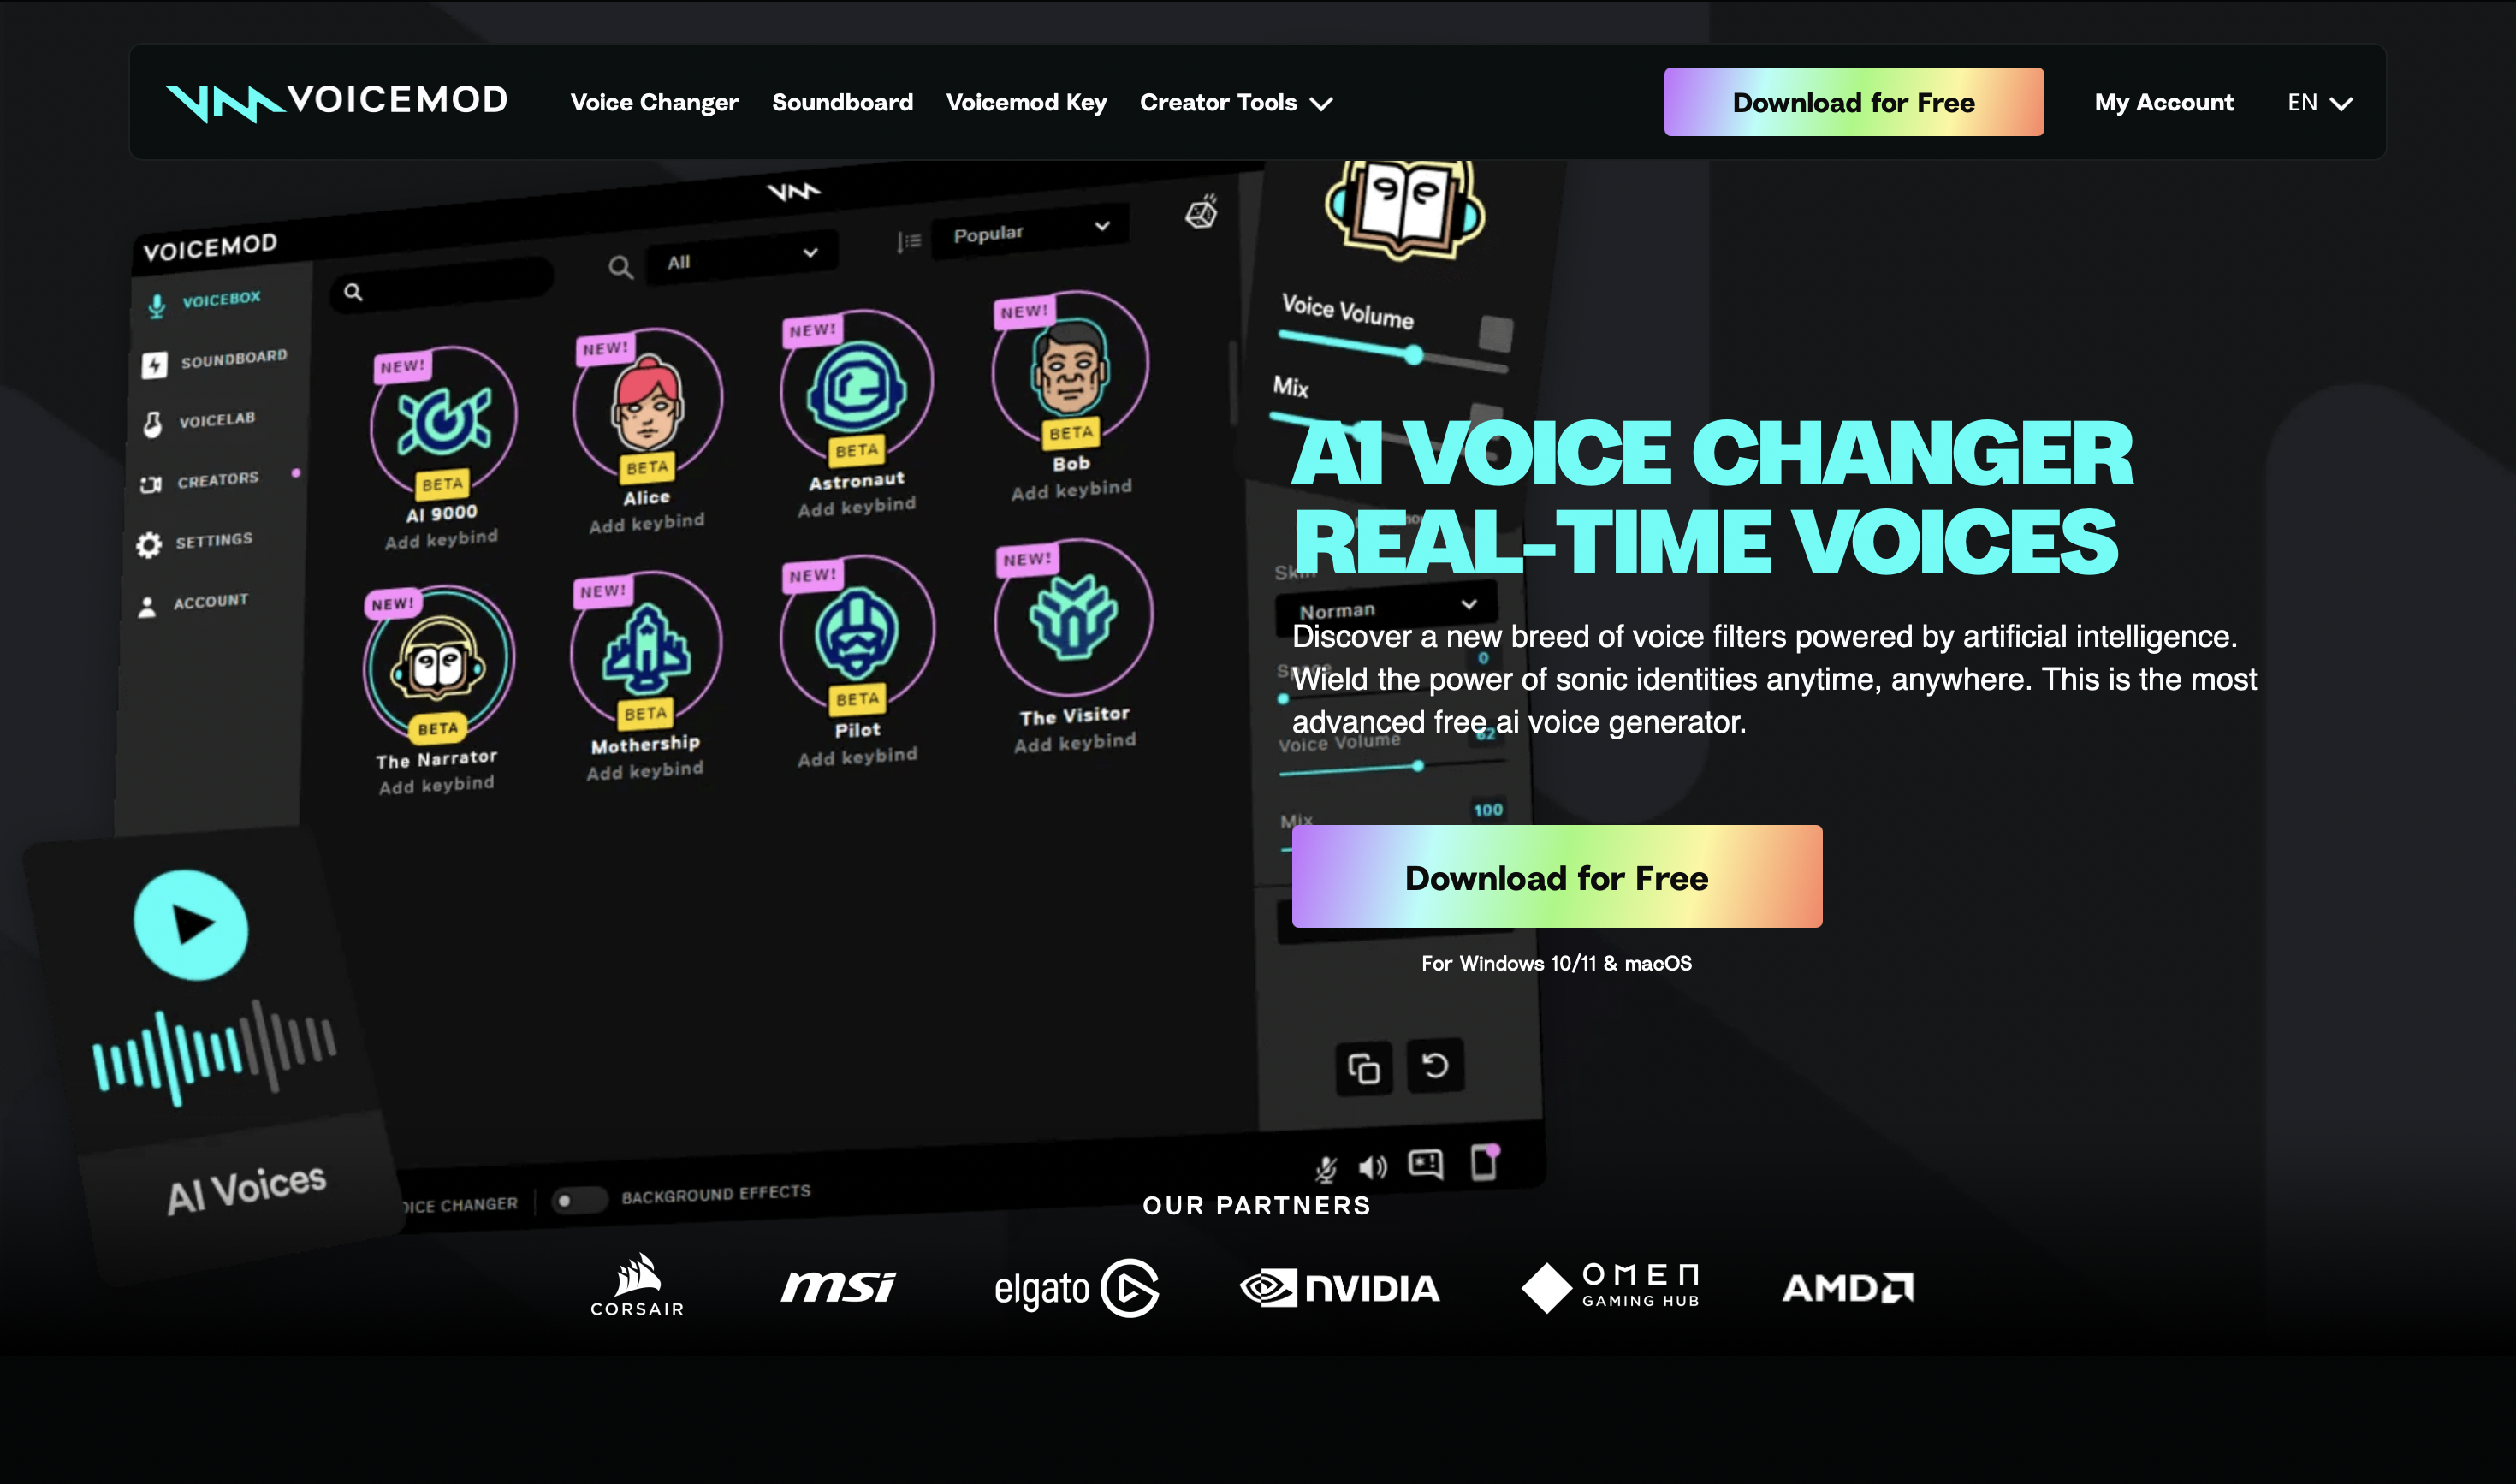 VOICEMOD
Voice Changer
Soundboard
Voicemod Key
Creator Tools
Download for Free
My Account
EN
VOICEMOD
VOICEBOX
SOUNDBOARD
VOICELAB
CREATORS
SETTINGS
ACCOUNT
All
Popular
NEW!
BETA
AI 9000
Add keybind
NEW!
BETA
Alice
Add keybind
NEW!
BETA
Astronaut
Add keybind
NEW!
BETA
Bob
Add keybind
NEW!
BETA
The Narrator
Add keybind
NEW!
BETA
Mothership
Add keybind
NEW!
BETA
Pilot
Add keybind
NEW!
The Visitor
Add keybind
Voice Volume
Mix
AI VOICE CHANGER
REAL-TIME VOICES
Norman
Discover a new breed of voice filters powered by artificial intelligence.
0
Wield the power of sonic identities anytime, anywhere. This is the most
advanced free ai voice generator.
Voice Volume
82
Mix
100
Download for Free
For Windows 10/11 & macOS
AI Voices
BACKGROUND EFFECTS
OUR PARTNERS
CORSAIR
msi
elgato
NVIDIA
OMEN
GAMING HUB
AMD